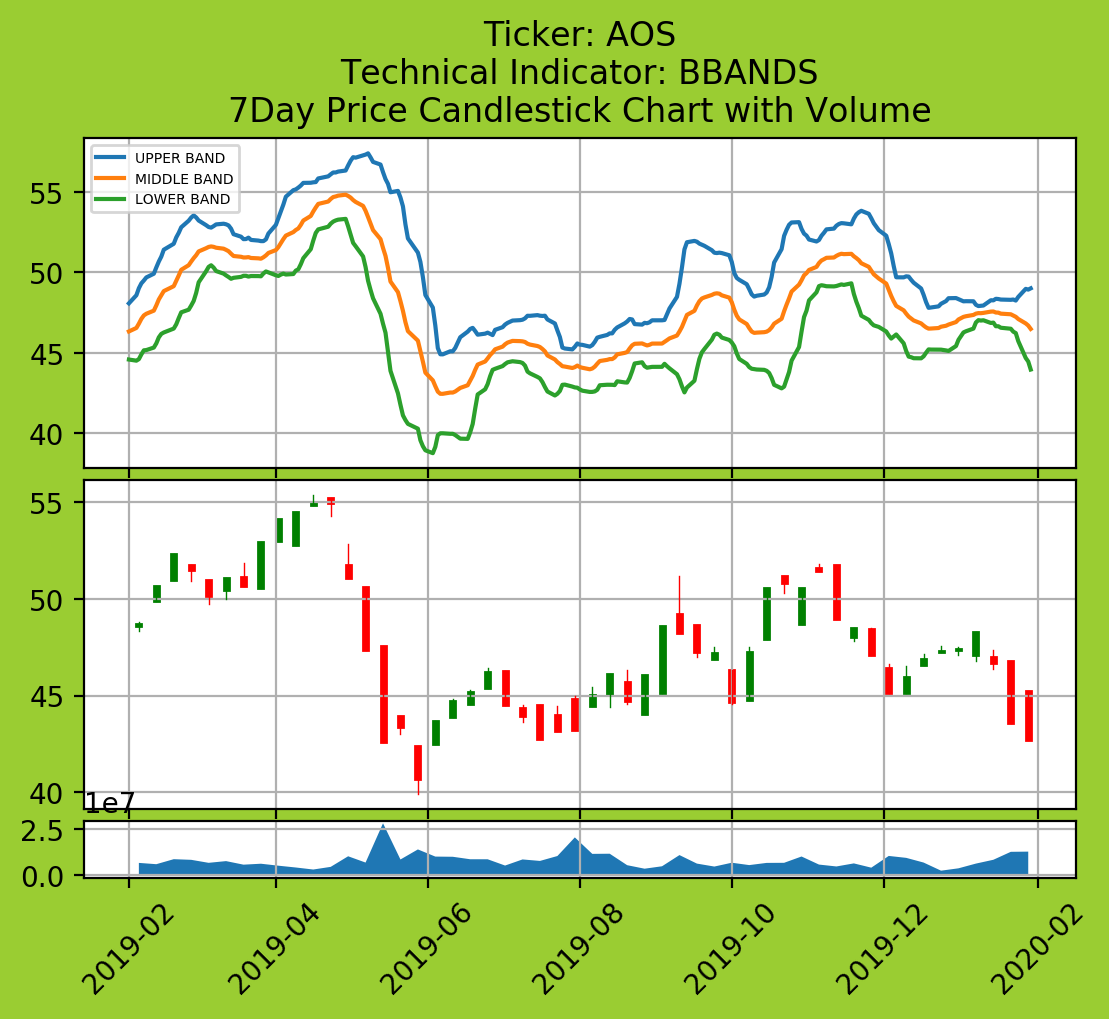 Ticker: AOS
Technical Indicator: BBANDS
7Day Price Candlestick Chart with Volume
UPPER BAND
MIDDLE BAND
LOWER BAND
55
50
45
40
55
50
45
40
1e7
2.5
0.0
2019-02
2019-04
2019-06
2019-08
2019-10
2019-12
2020-02